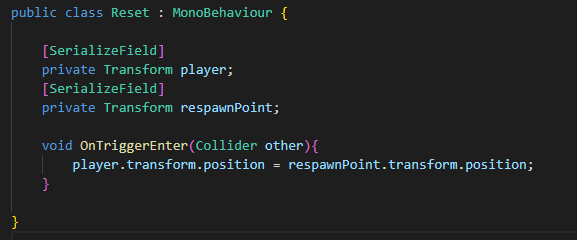 public class Reset : MonoBehaviour {
[SerializeField]
private Transform player;
[SerializeField]
private Transform respawnPoint;
void OnTriggerEnter(Collider other){
player.transform.position = respawnPoint.transform.position;
}
}